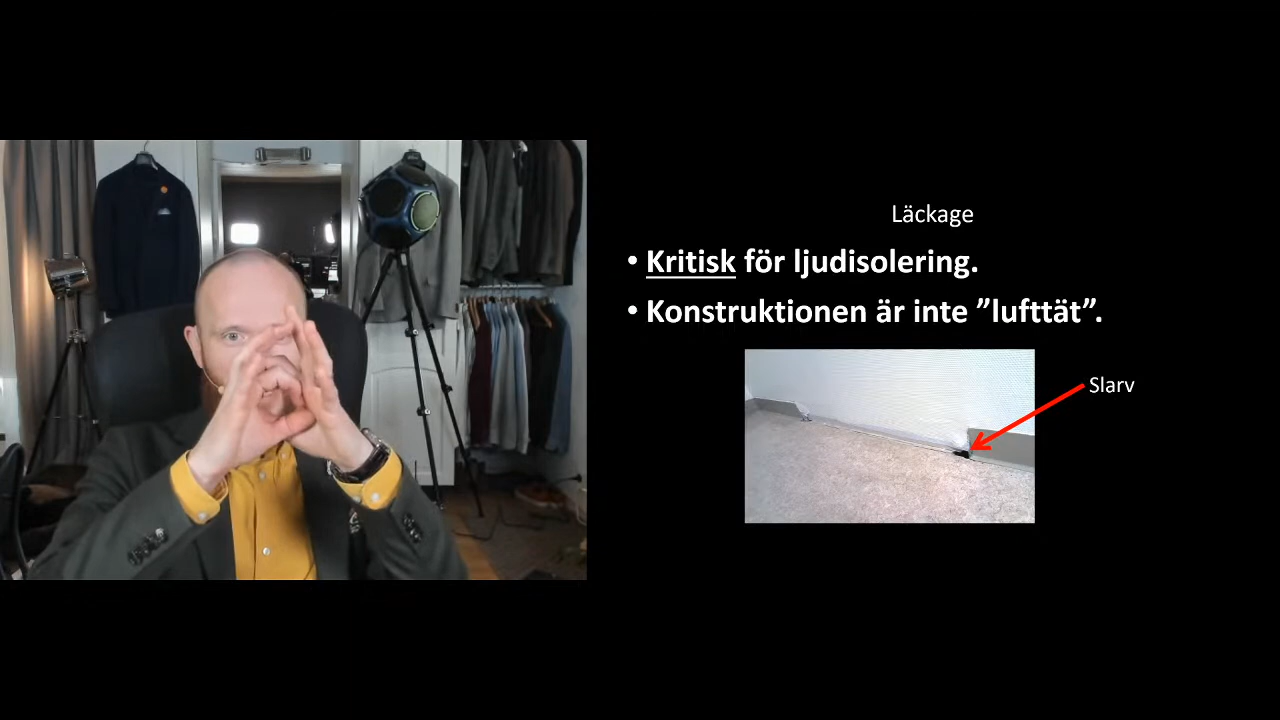 Läckage
• Kritisk för ljudisolering.
• Konstruktionen är inte ”lufttät”.
Slarv